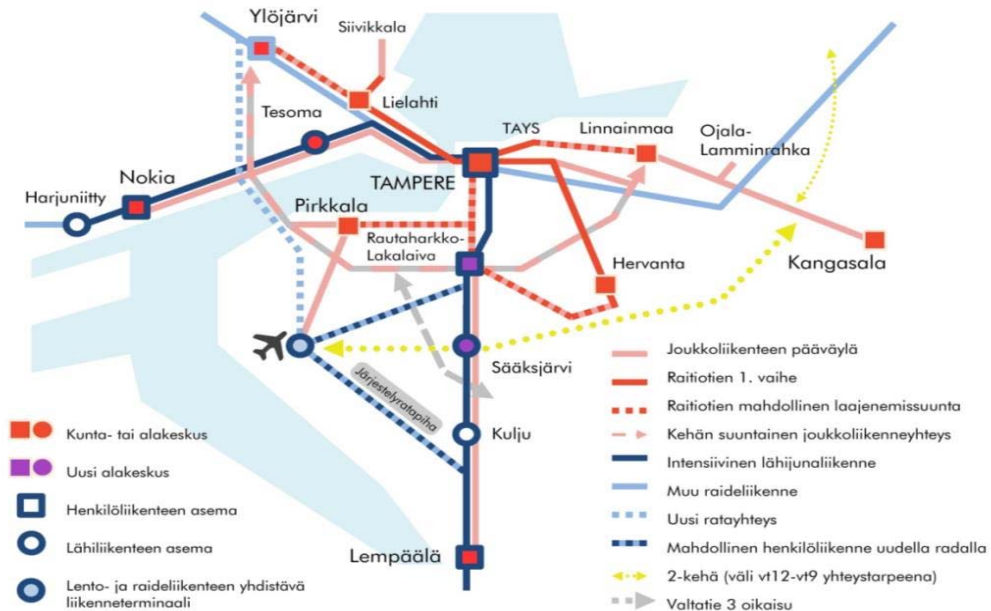 Ylöjärvi
Siivikkala
Tesoma
Lielahti
TAYS
Linnainmaa
Ojala-
Lamminrahka
Nokia
Harjuniitty
TAMPERE
Pirkkala
Rautaharkko-
Lakalaiva
Hervanta
Kangasala
Sääksjärvi
Järjestelyratapiha
Kulju
Lempäälä
Kunta- tai alakeskus
Uusi alakeskus
Henkilöliikenteen asema
Lähiliikenteen asema
Lento- ja raideliikenteen yhdistävä
liikenneterminaali
Joukkoliikenteen pääväylä
Raitiotien 1. vaihe
Raitiotien mahdollinen laajenemissuunta
Kehän suuntainen joukkoliikenneyhteys
Intensiivinen lähijunaliikenne
Muu raideliikenne
Uusi ratayhteys
Mahdollinen henkilöliikenne uudella radalla
2-kehä (väli vt12-vt9 yhteystarpeena)
Valtatie 3 oikaisu